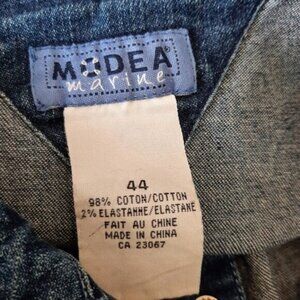 MODEA
marine
44
98% COTON/COTTON
2% ELASTANNE/ELASTANE
FAIT AU CHINE
MADE IN CHINA
CA 23067